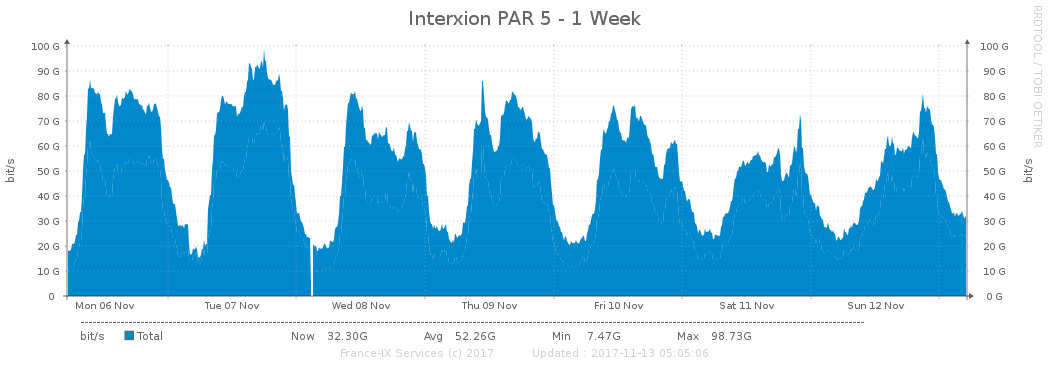 Interxion PAR 5 - 1 Week
RRDTOOL / TOBI OETIKER
bit/s
100 G
90 G
80 G
70 G
60 G
50 G
40 G
30 G
20 G
10 G
0
100 G
90 G
80 G
70 G
60 G
50 G
40 G
30 G
20 G
10 G
0 G
bit/s
Mon 06 Nov Tue 07 Nov Wed 08 Nov Thu 09 Nov Fri 10 Nov Sat 11 Nov Sun 12 Nov
bit/s Total Now 32.30G Avg 52.26G Min 7.47G Max 98.73G
France-IX Services (c) 2017 Updated : 2017-11-13 05:05:06